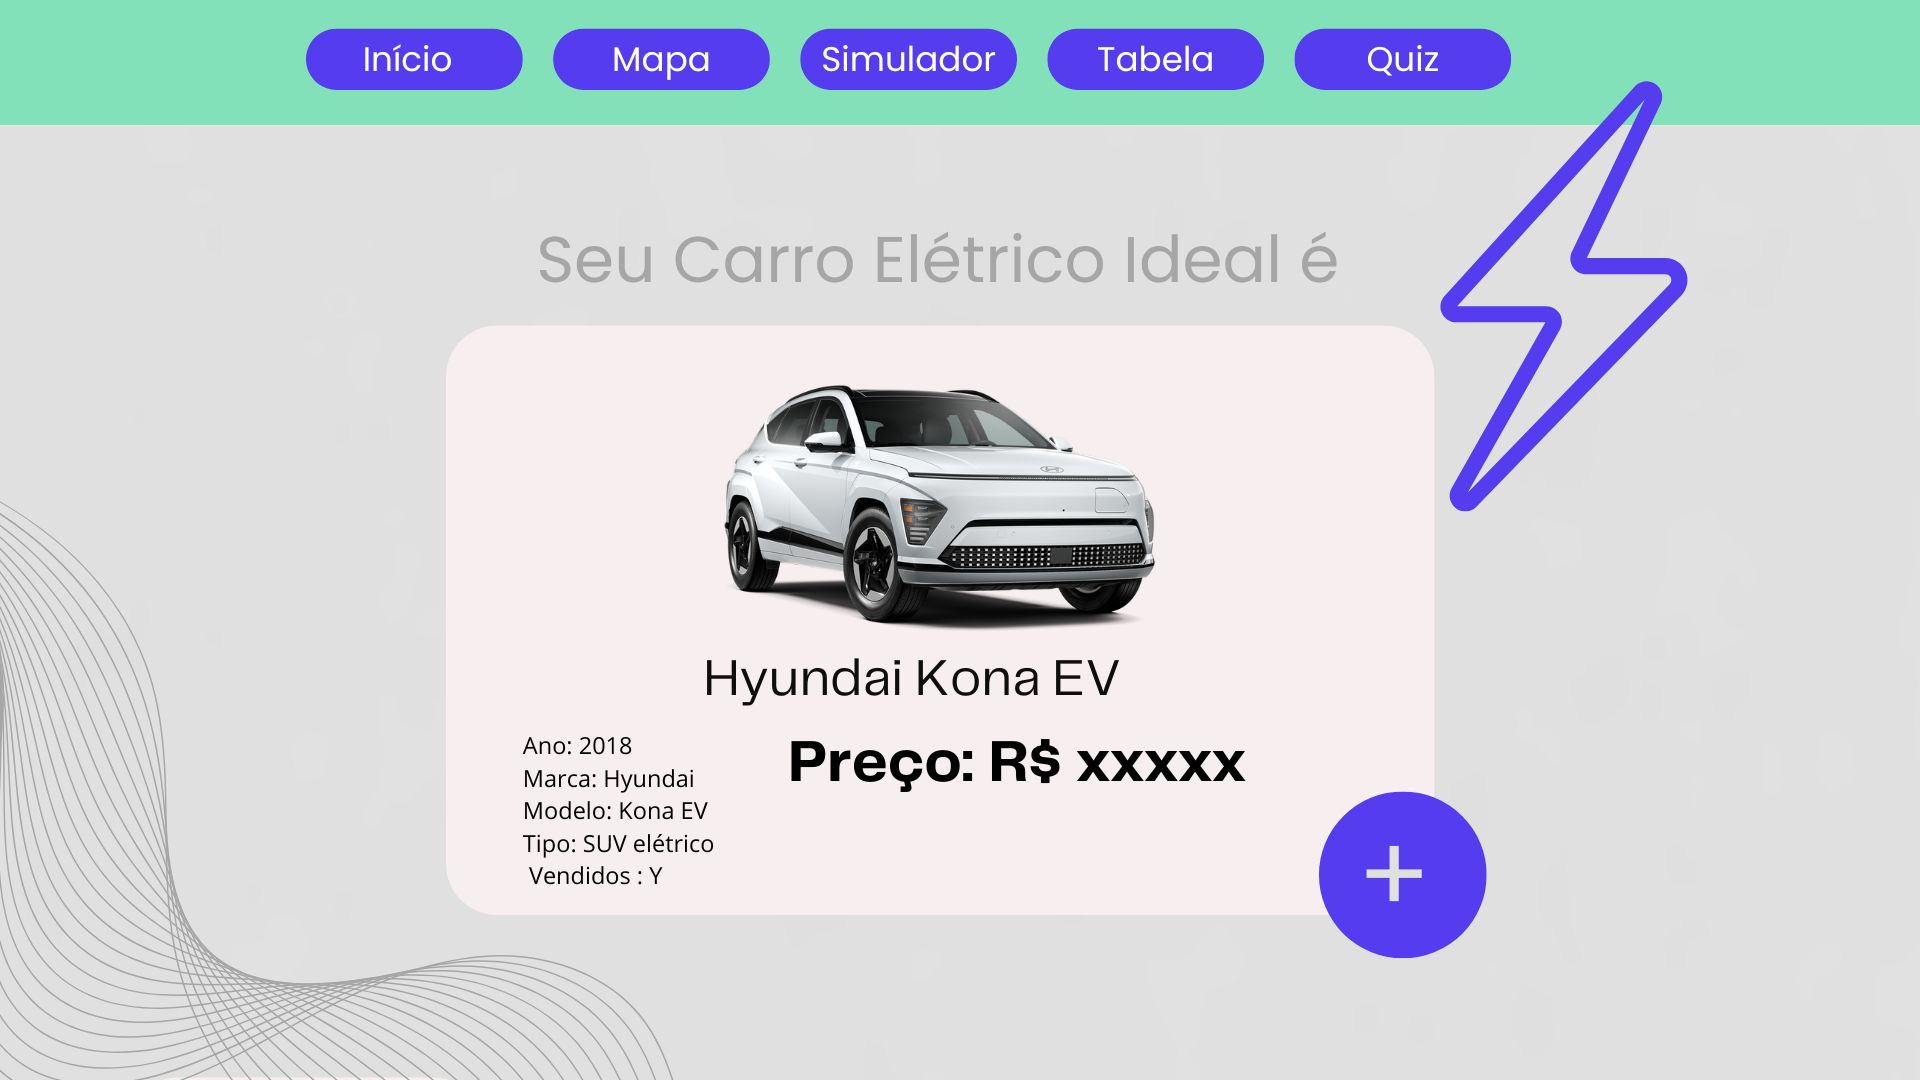 Início
Mapa
Simulador
Tabela
Quiz
Seu Carro Elétrico Ideal é
Hyundai Kona EV
Ano: 2018
Marca: Hyundai
Modelo: Kona EV
Tipo: SUV elétrico
Vendidos : Y
Preço: R$ xxxxx
+